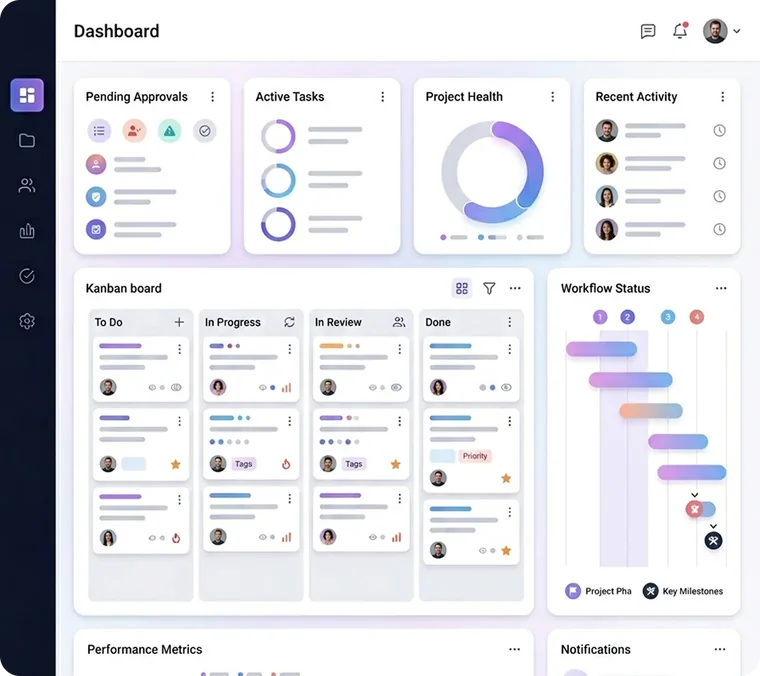 Dashboard
Pending Approvals
Active Tasks
Project Health
Recent Activity
Kanban board
To Do
In Progress
In Review
Done
Tags
Tags
Priority
Workflow Status
1
2
3
4
Project Pha
Key Milestones
Performance Metrics
Notifications